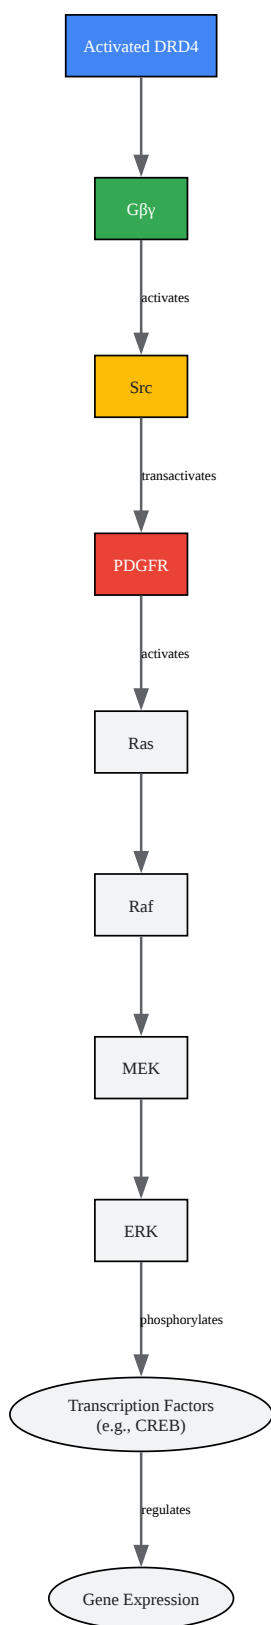 Activated DRD4
Gβγ
activates
Src
transactivates
PDGFR
activates
Ras
Raf
MEK
ERK
phosphorylates
Transcription Factors
(e.g., CREB)
regulates
Gene Expression